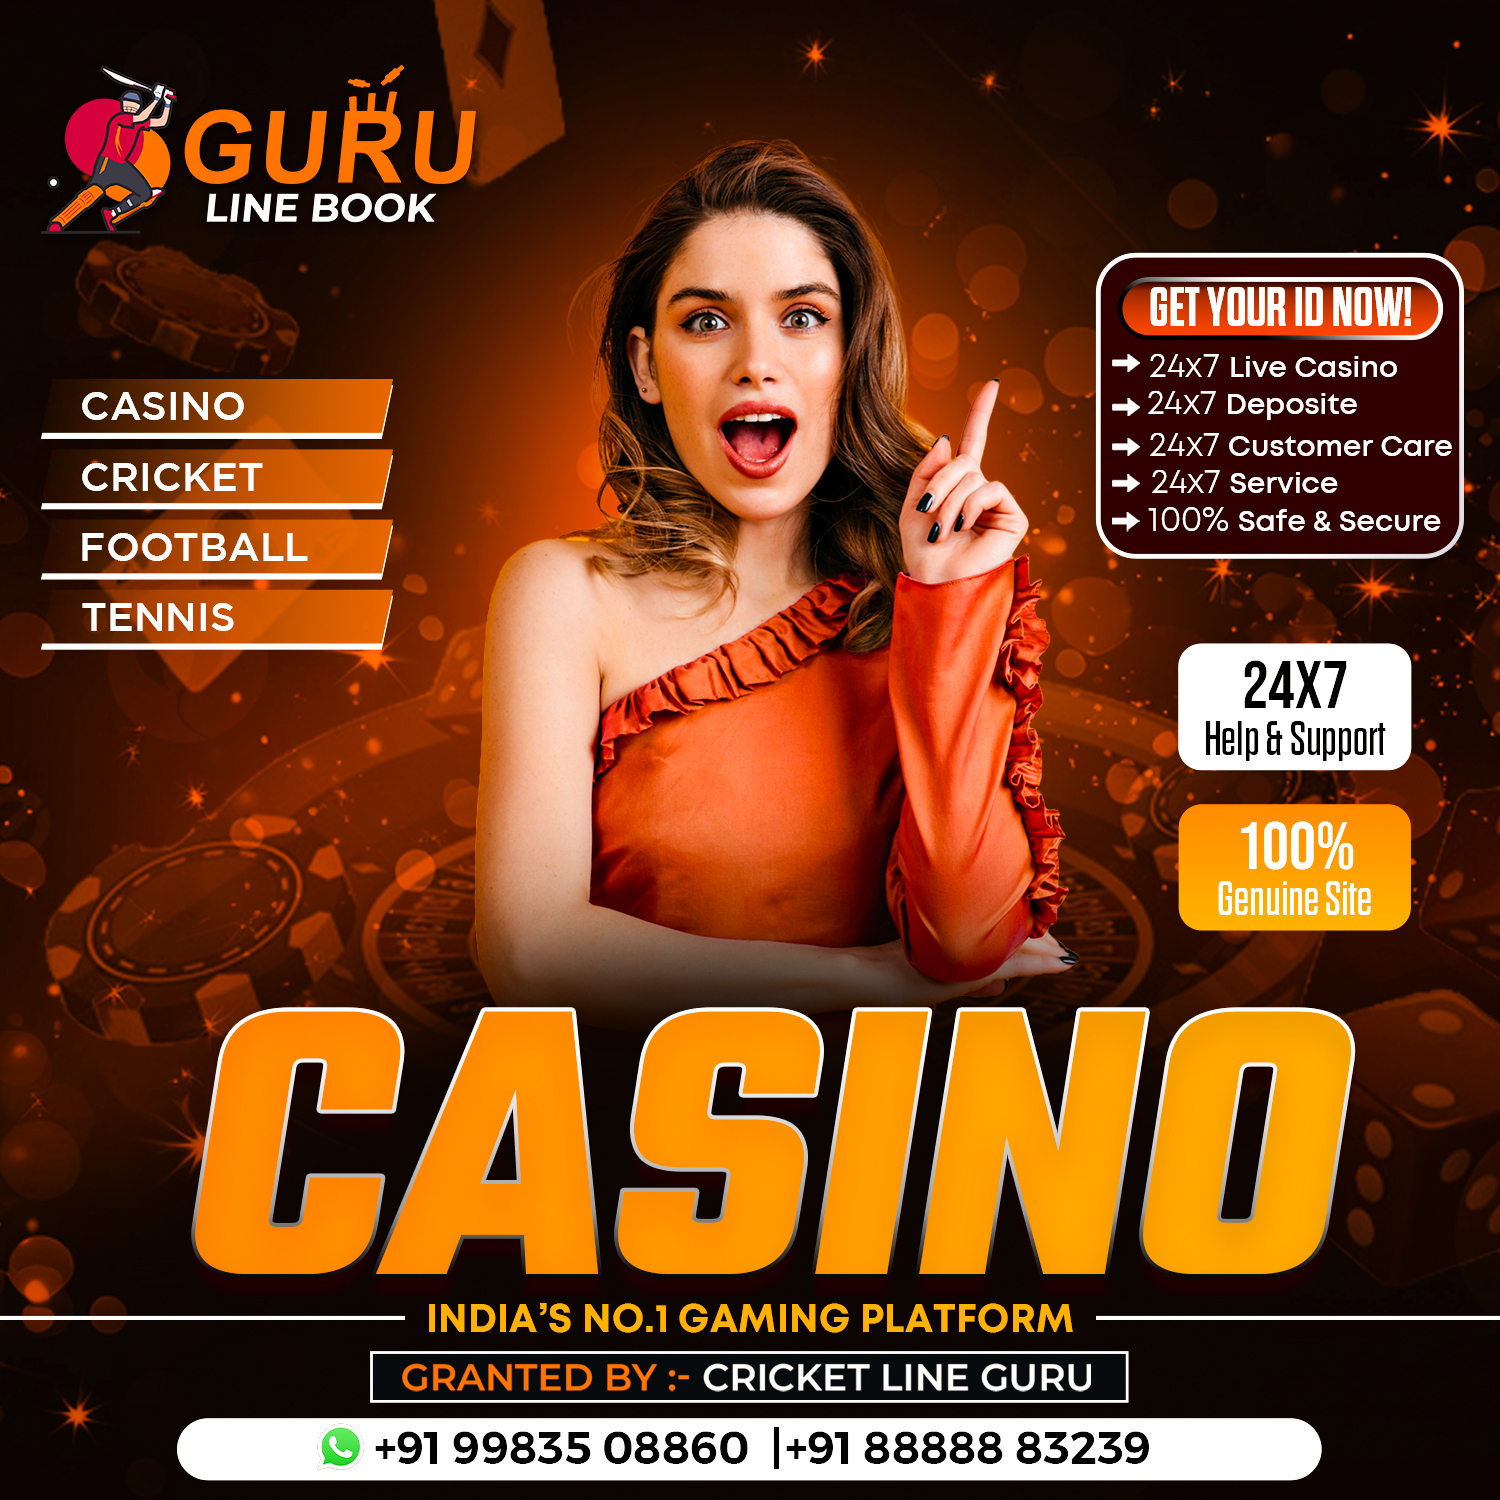 GURU
LINE BOOK
GET YOUR ID NOW!
24x7 Live Casino
24x7 Deposite
24x7 Customer Care
24x7 Service
100% Safe & Secure
CASINO
CRICKET
FOOTBALL
TENNIS
24X7
Help & Support
100%
Genuine Site
CASINO
INDIA'S NO.1 GAMING PLATFORM
GRANTED BY :- CRICKET LINE GURU
+91 99835 08860 |+91 88888 83239